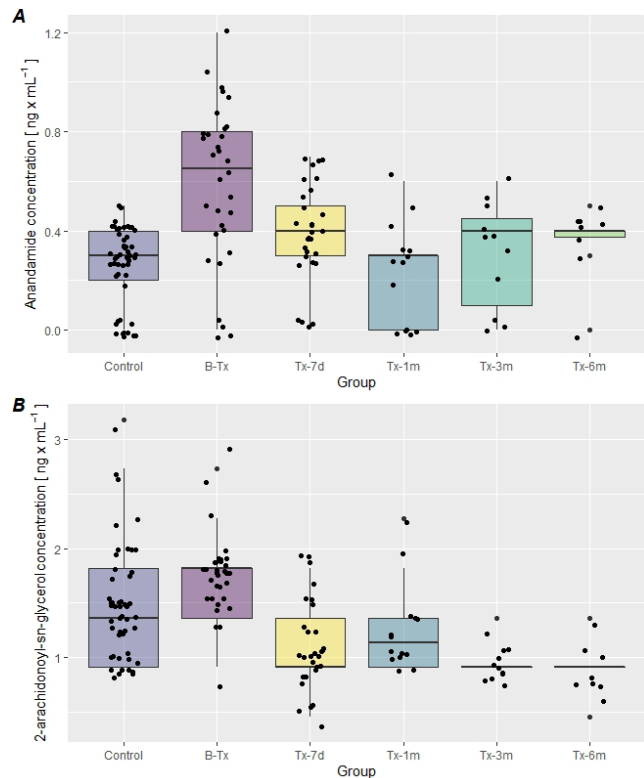 A
Anandamide concentration [ ng x mL⁻¹ ]
1.2
0.8
0.4
0.0
Control B-Tx Tx-7d Tx-1m Tx-3m Tx-6m
Group
B
2-arachidornoyl-sn-glycerol concentration [ ng x mL⁻¹ ]
3
2
1
Control B-Tx Tx-7d Tx-1m Tx-3m Tx-6m
Group